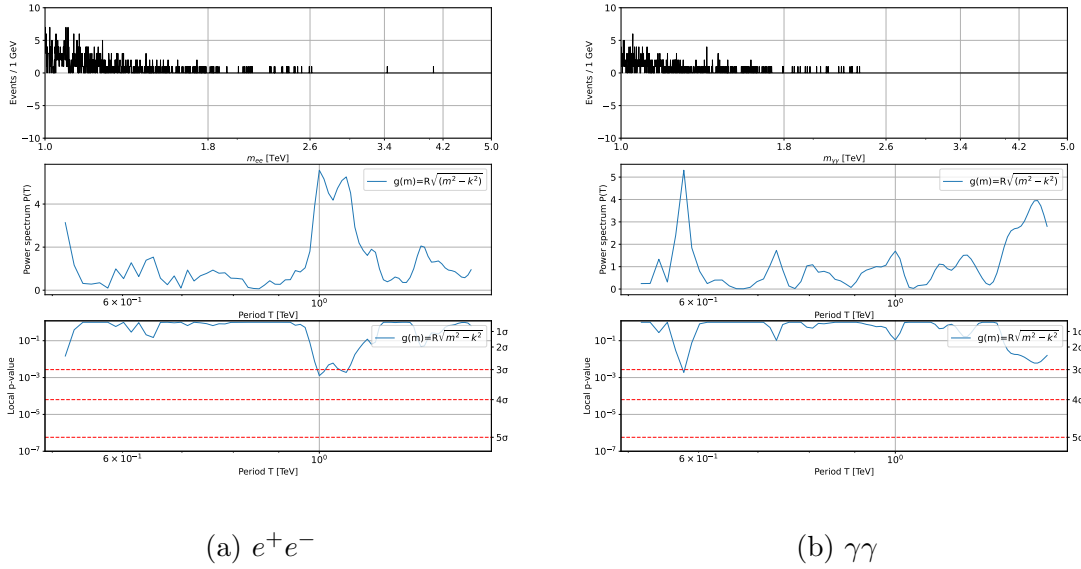 10
5
0
−5
−10
Events / 1 GeV
1.0
1.8
2.6
3.4
4.2
5.0
m_ee [TeV]
4
2
0
Power spectrum P(T)
g(m)=R√(m² − k²)
6 × 10⁻¹
10⁰
Period T [TeV]
10⁻¹
10⁻³
10⁻⁵
10⁻⁷
Local p-value
g(m)=R√m² − k²
1σ
2σ
3σ
4σ
5σ
6 × 10⁻¹
10⁰
Period T [TeV]
(a) e⁺e⁻
10
5
0
−5
−10
Events / 1 GeV
1.0
1.8
2.6
3.4
4.2
5.0
m_γγ [TeV]
5
4
3
2
1
0
Power spectrum P(T)
g(m)=R√(m² − k²)
6 × 10⁻¹
10⁰
Period T [TeV]
10⁻¹
10⁻³
10⁻⁵
10⁻⁷
Local p-value
g(m)=R√m² − k²
1σ
2σ
3σ
4σ
5σ
6 × 10⁻¹
10⁰
Period T [TeV]
(b) γγ